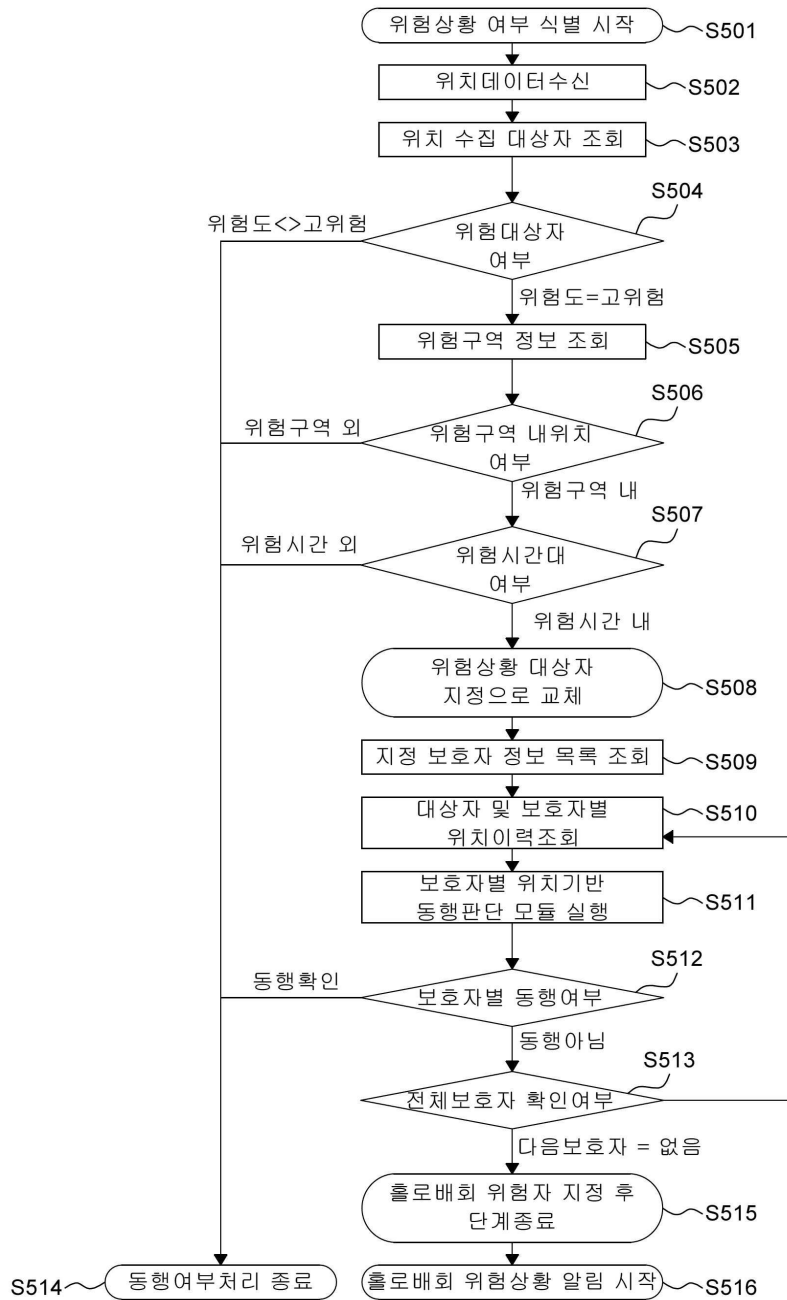 위험상황 여부 식별 시작
S501
위치데이터수신
S502
위치 수집 대상자 조회
S503
S504
위험도<>고위험
위험대상자
여부
위험도=고위험
위험구역 정보 조회
S505
S506
위험구역 외
위험구역 내위치
여부
위험구역 내
S507
위험시간 외
위험시간대
여부
위험시간 내
위험상황 대상자
지정으로 교체
S508
지정 보호자 정보 목록 조회
S509
대상자 및 보호자별
위치이력조회
S510
보호자별 위치기반
동행판단 모듈 실행
S511
S512
동행확인
보호자별 동행여부
동행아님
S513
전체보호자 확인여부
다음보호자 = 없음
홀로배회 위험자 지정 후
단계종료
S515
S514
동행여부처리 종료
홀로배회 위험상황 알림 시작
S516